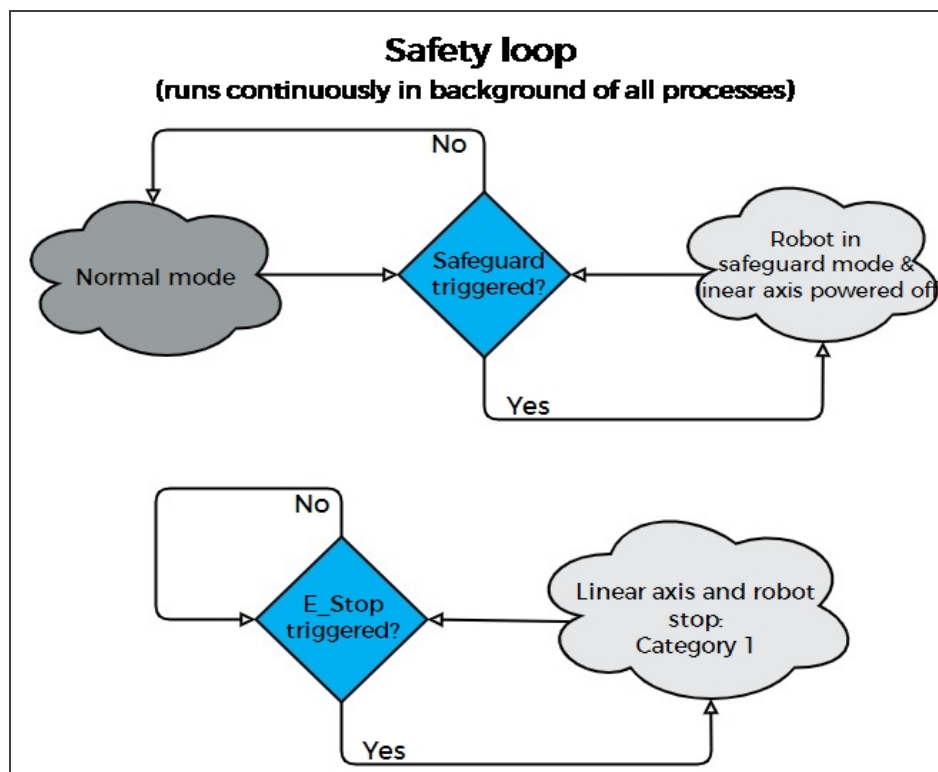 Safety loop
(runs continuously in background of all processes)
No
Normal mode
Safeguard
triggered?
Robot in
safeguard mode &
linear axis powered off
Yes
No
E_Stop
triggered?
Linear axis and robot
stop:
Category 1
Yes